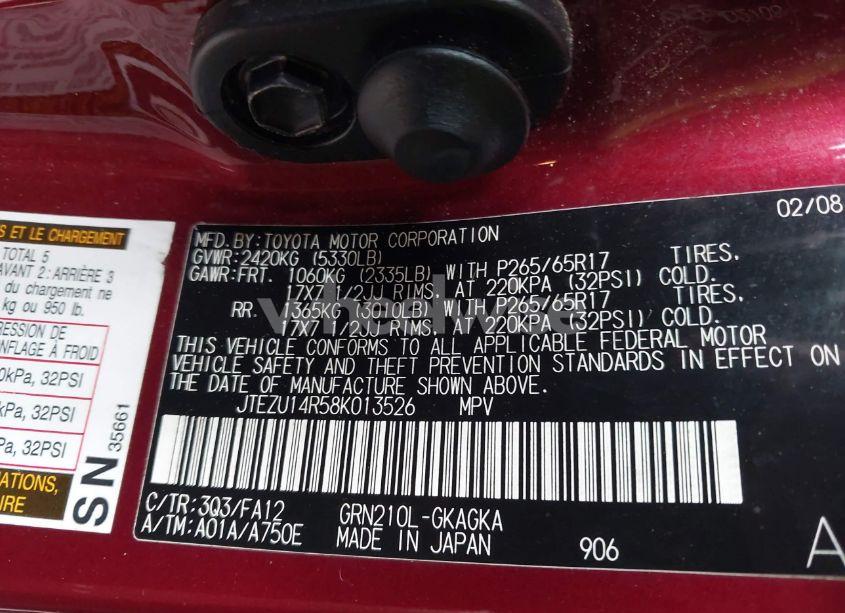 S ET LE CHARGEMENT
TOTAL 5
AVANT 2 : ARRIÈRE 3
du chargement ne
kg ou 950 lb.
RESSION DE
ONFLAGE À FROID
0kPa, 32PSI
kPa, 32PSI
Pa, 32PSI
ATIONS,
IRE
SN 35661
02/08
MFD. BY: TOYOTA MOTOR CORPORATION
GVWR: 2420KG (5330LB)
GAWR: FRT. 1060KG (2335LB) WITH P265/65R17 TIRES.
17X7 1/2JJ RIMS. AT 220KPA (32PSI) COLD.
RR. 1365KG (3010LB) WITH P265/65R17 TIRES.
17X7 1/2JJ RIMS. AT 220KPA (32PSI) COLD.
THIS VEHICLE CONFORMS TO ALL APPLICABLE FEDERAL MOTOR
VEHICLE SAFETY AND THEFT PREVENTION STANDARDS IN EFFECT ON
THE DATE OF MANUFACTURE SHOWN ABOVE.
JTEZU14R58K013526 MPV
C/TR: 3Q3/FA12 GRN210L-GKAGKA
A/TM: A01A/A750E MADE IN JAPAN 906
A